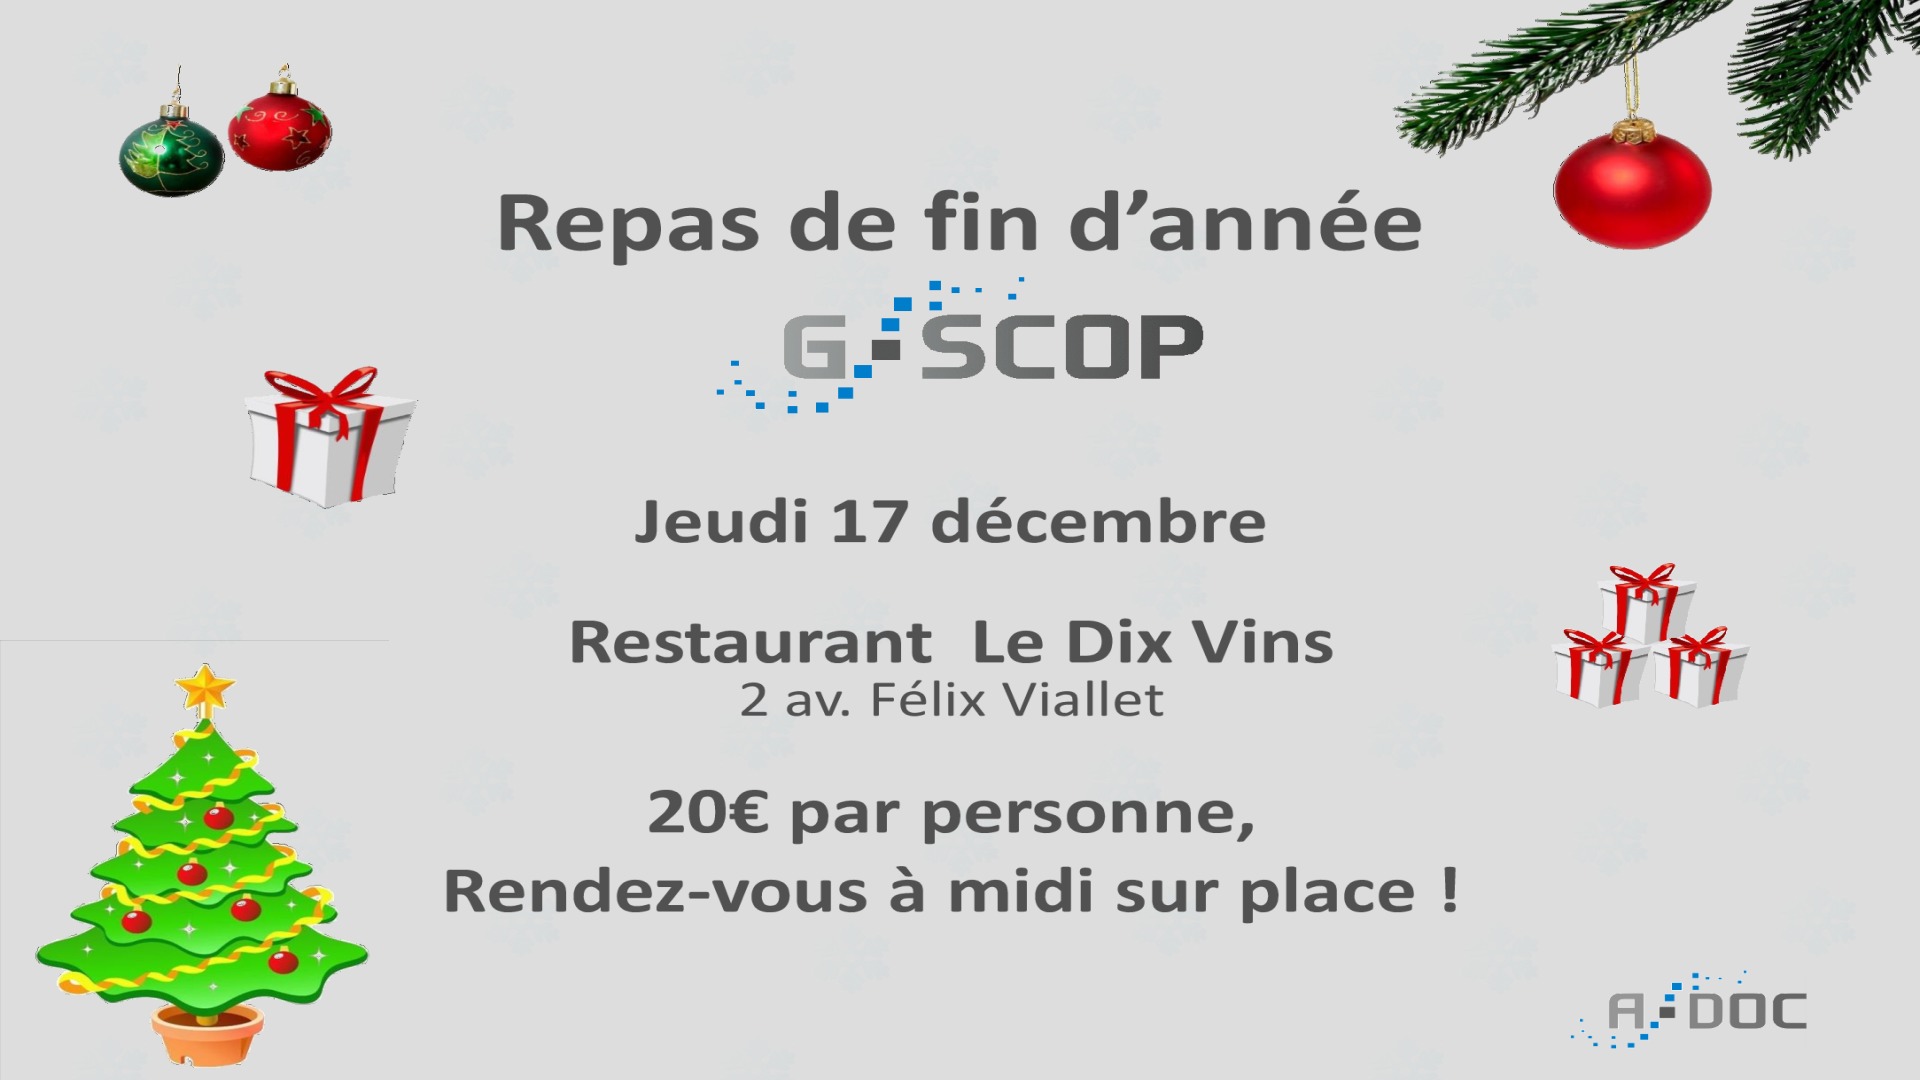 Repas de fin d’année
G-SCOP
Jeudi 17 décembre
Restaurant  Le Dix Vins
2 av. Félix Viallet
20€ par personne,
Rendez-vous à midi sur place !
A-DOC